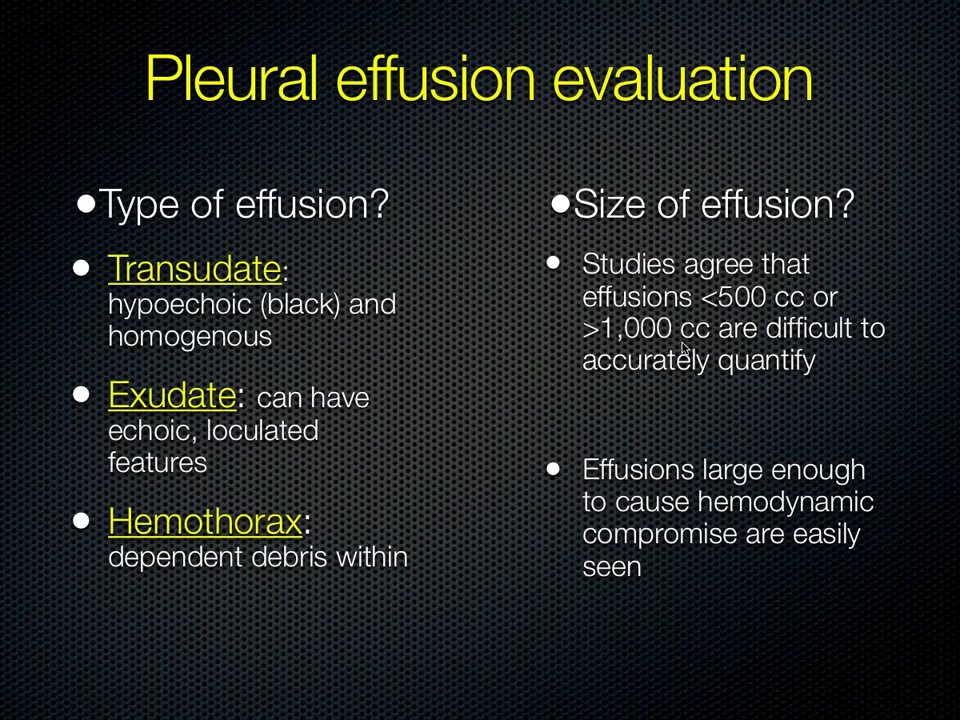 Pleural effusion evaluation
•Type of effusion?
• Transudate:
hypoechoic (black) and
homogenous
• Exudate: can have
echoic, loculated
features
• Hemothorax:
dependent debris within
•Size of effusion?
• Studies agree that
effusions <500 cc or
>1,000 cc are difficult to
accurately quantify
• Effusions large enough
to cause hemodynamic
compromise are easily
seen